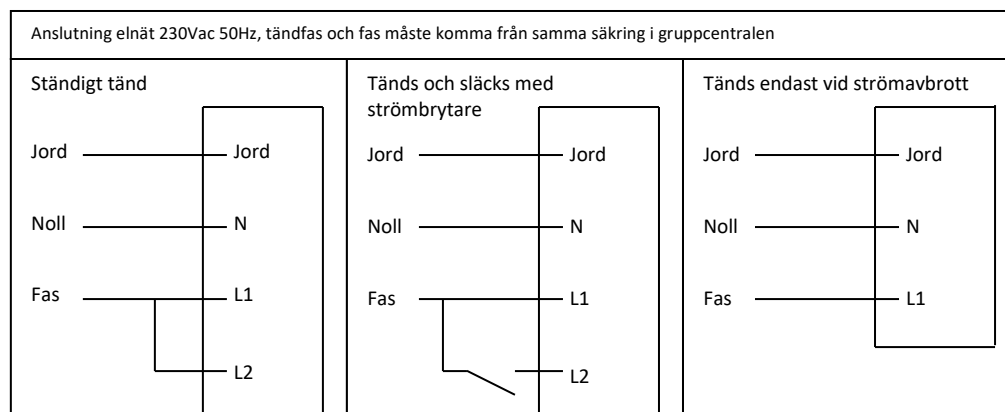 Anslutning elnät 230Vac 50Hz, tändfas och fas måste komma från samma säkring i gruppcentralen
Ständigt tänd
Jord Jord
Noll N
Fas L1
L2
Tänds och släcks med
strömbrytare
Jord Jord
Noll N
Fas L1
L2
Tänds endast vid strömavbrott
Jord Jord
Noll N
Fas L1